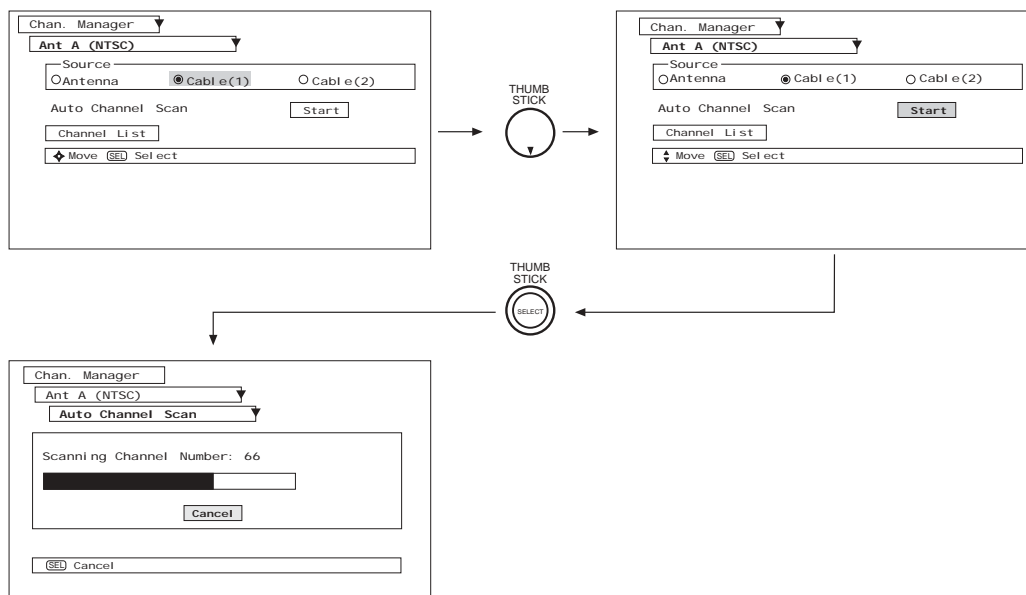 Chan. Manager
Ant A (NTSC)
Source
Antenna Cable(1) Cable(2)
Auto Channel Scan Start
Channel List
Move SEL Select
THUMB
STICK
Chan. Manager
Ant A (NTSC)
Source
Antenna Cable(1) Cable(2)
Auto Channel Scan Start
Channel List
Move SEL Select
THUMB
STICK
SELECT
Chan. Manager
Ant A (NTSC)
Auto Channel Scan
Scanning Channel Number: 66
Cancel
SEL Cancel